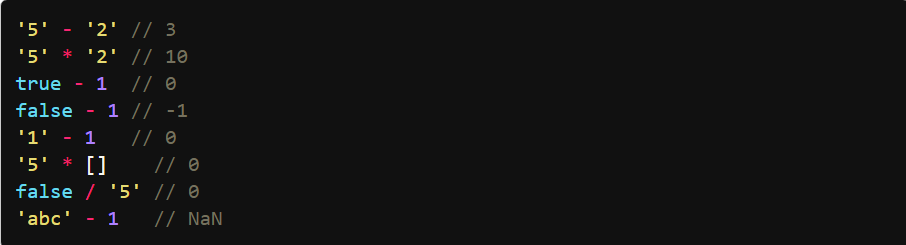 '5' - '2' // 3
'5' * '2' // 10
true - 1  // 0
false - 1 // -1
'1' - 1   // 0
'5' * []    // 0
false / '5' // 0
'abc' - 1   // NaN